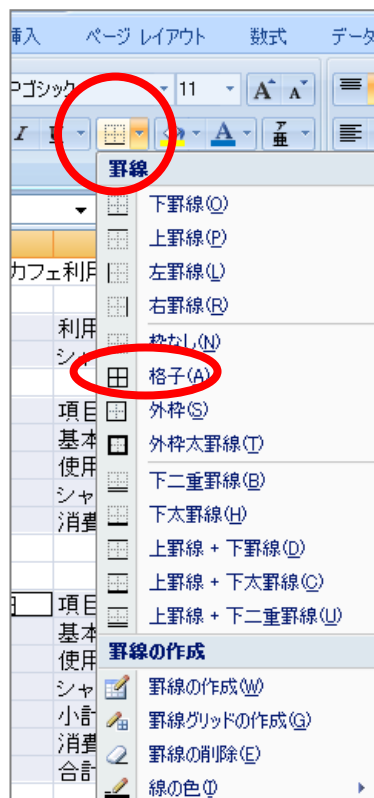 挿入 ページ レイアウト 数式 データ
Pゴシック 11 A A
I U A ア亜
罫線
下罫線(O)
上罫線(P)
カフェ利用
左罫線(L)
右罫線(R)
利用
枠なし(N)
シャ
格子(A)
項目
外枠(S)
基本
外枠太罫線(T)
使用
下二重罫線(B)
シャ
下太罫線(H)
消費
上罫線 + 下罫線(D)
上罫線 + 下太罫線(C)
項目
上罫線 + 下二重罫線(U)
基本
罫線の作成
使用
シャ
罫線の作成(W)
小計
罫線グリッドの作成(G)
消費
罫線の削除(E)
合計
線の色(I)